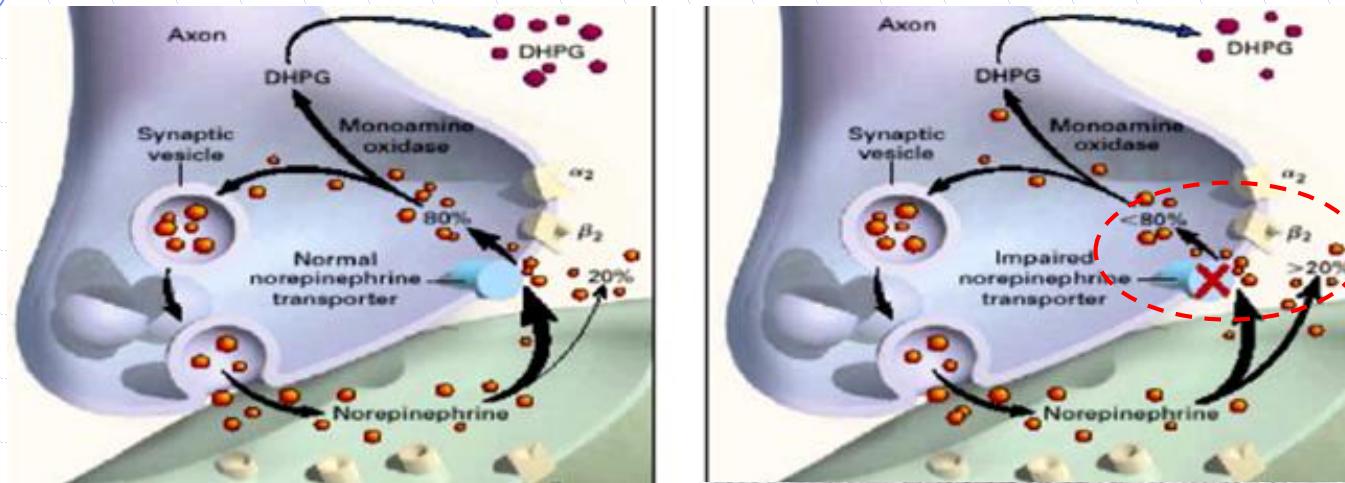 Axon
DHPG
DHPG
Synaptic
vesicle
Monoamine
oxidase
α2
80%
β2
Normal
norepinephrine
transporter
20%
Norepinephrine
Axon
DHPG
DHPG
Synaptic
vesicle
Monoamine
oxidase
α2
<80%
β2
Impaired
norepinephrine
transporter
>20%
Norepinephrine